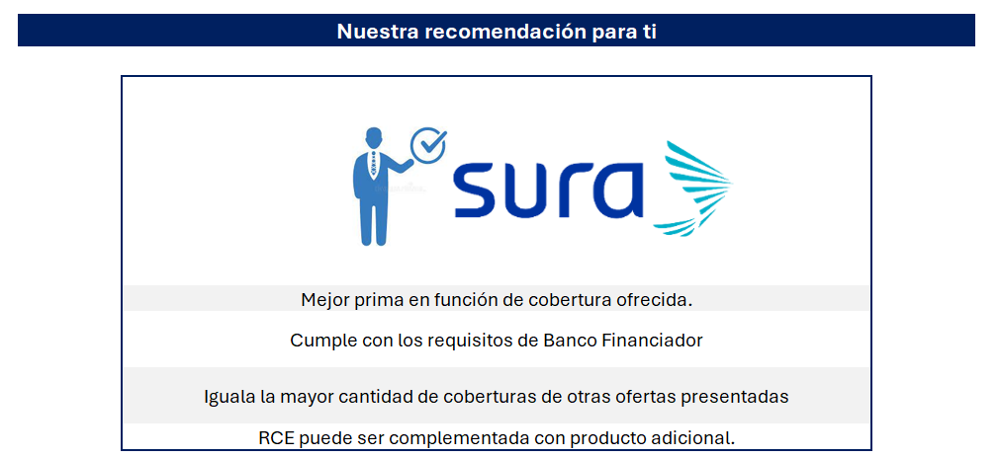 Nuestra recomendación para ti
sura
Mejor prima en función de cobertura ofrecida.
Cumple con los requisitos de Banco Financiador
Iguala la mayor cantidad de coberturas de otras ofertas presentadas
RCE puede ser complementada con producto adicional.